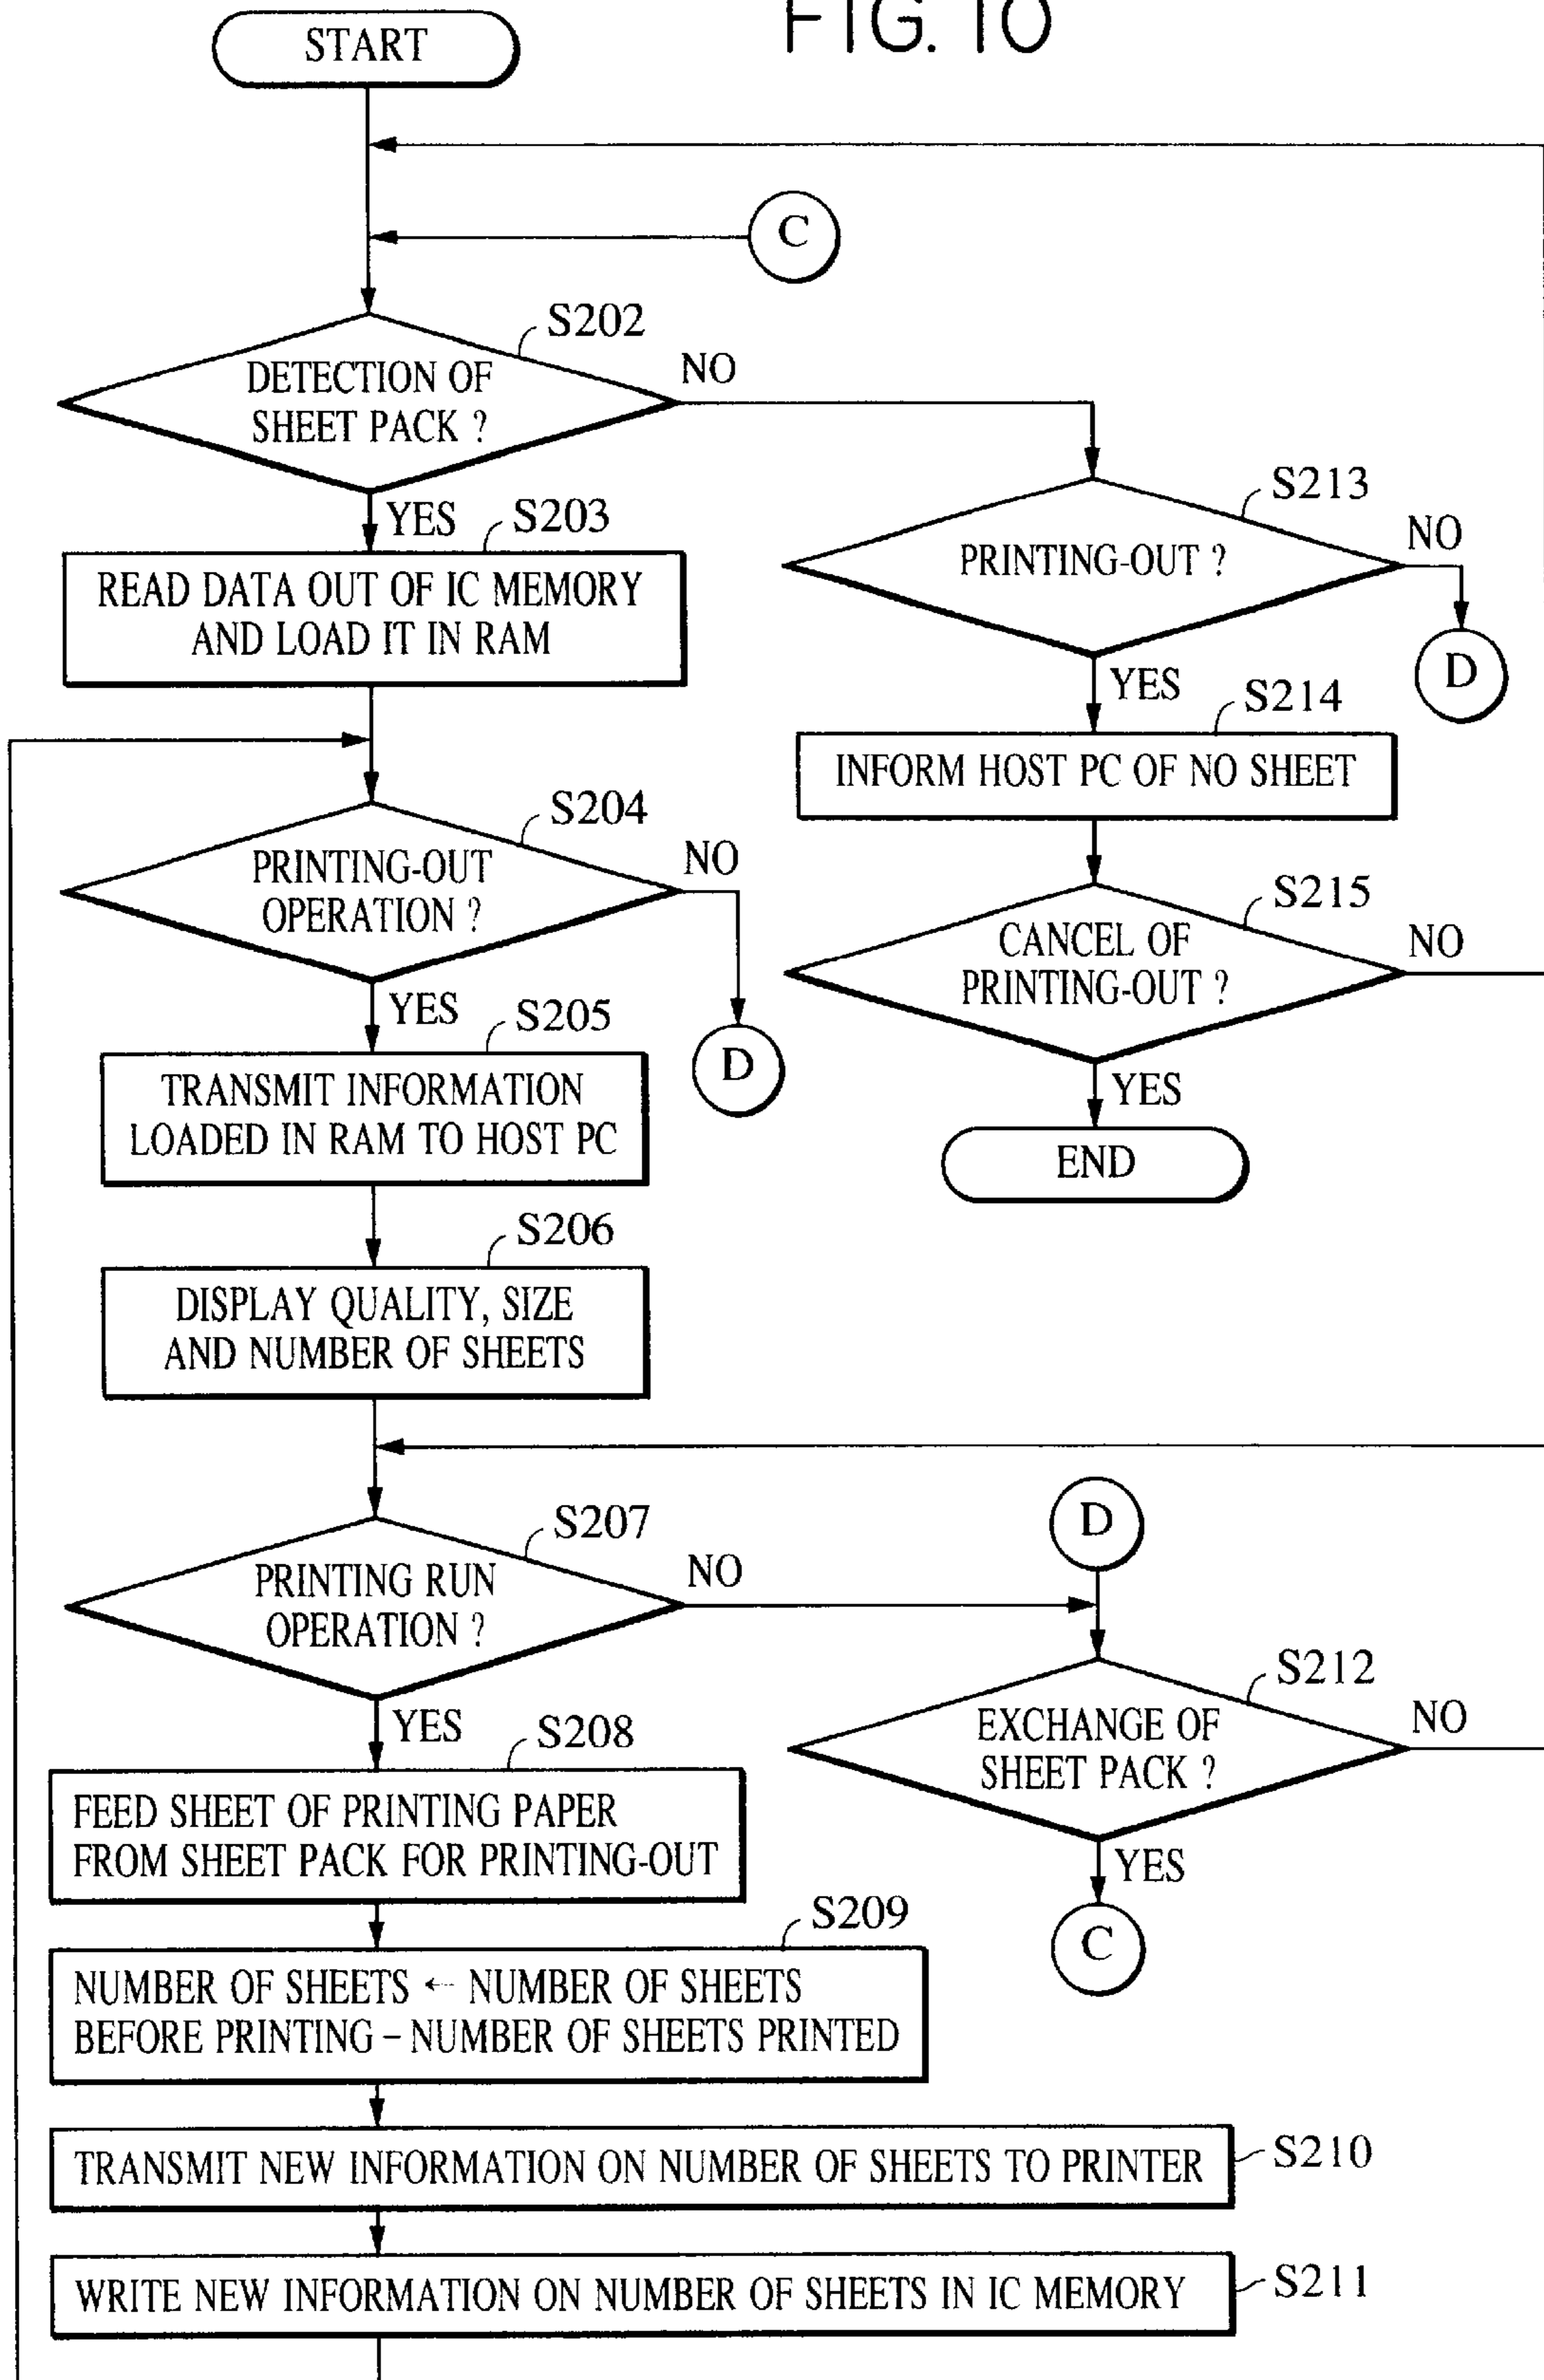 FIG. 10
START
C
S202
DETECTION OF
SHEET PACK ?
NO
YES
S203
READ DATA OUT OF IC MEMORY
AND LOAD IT IN RAM
S213
PRINTING-OUT ?
NO
D
YES
S214
INFORM HOST PC OF NO SHEET
S204
PRINTING-OUT
OPERATION ?
NO
D
YES
S215
CANCEL OF
PRINTING-OUT ?
NO
YES
END
S205
TRANSMIT INFORMATION
LOADED IN RAM TO HOST PC
S206
DISPLAY QUALITY, SIZE
AND NUMBER OF SHEETS
S207
PRINTING RUN
OPERATION ?
NO
YES
D
S212
EXCHANGE OF
SHEET PACK ?
NO
YES
C
S208
FEED SHEET OF PRINTING PAPER
FROM SHEET PACK FOR PRINTING-OUT
S209
NUMBER OF SHEETS ← NUMBER OF SHEETS
BEFORE PRINTING – NUMBER OF SHEETS PRINTED
TRANSMIT NEW INFORMATION ON NUMBER OF SHEETS TO PRINTER
S210
WRITE NEW INFORMATION ON NUMBER OF SHEETS IN IC MEMORY
S211